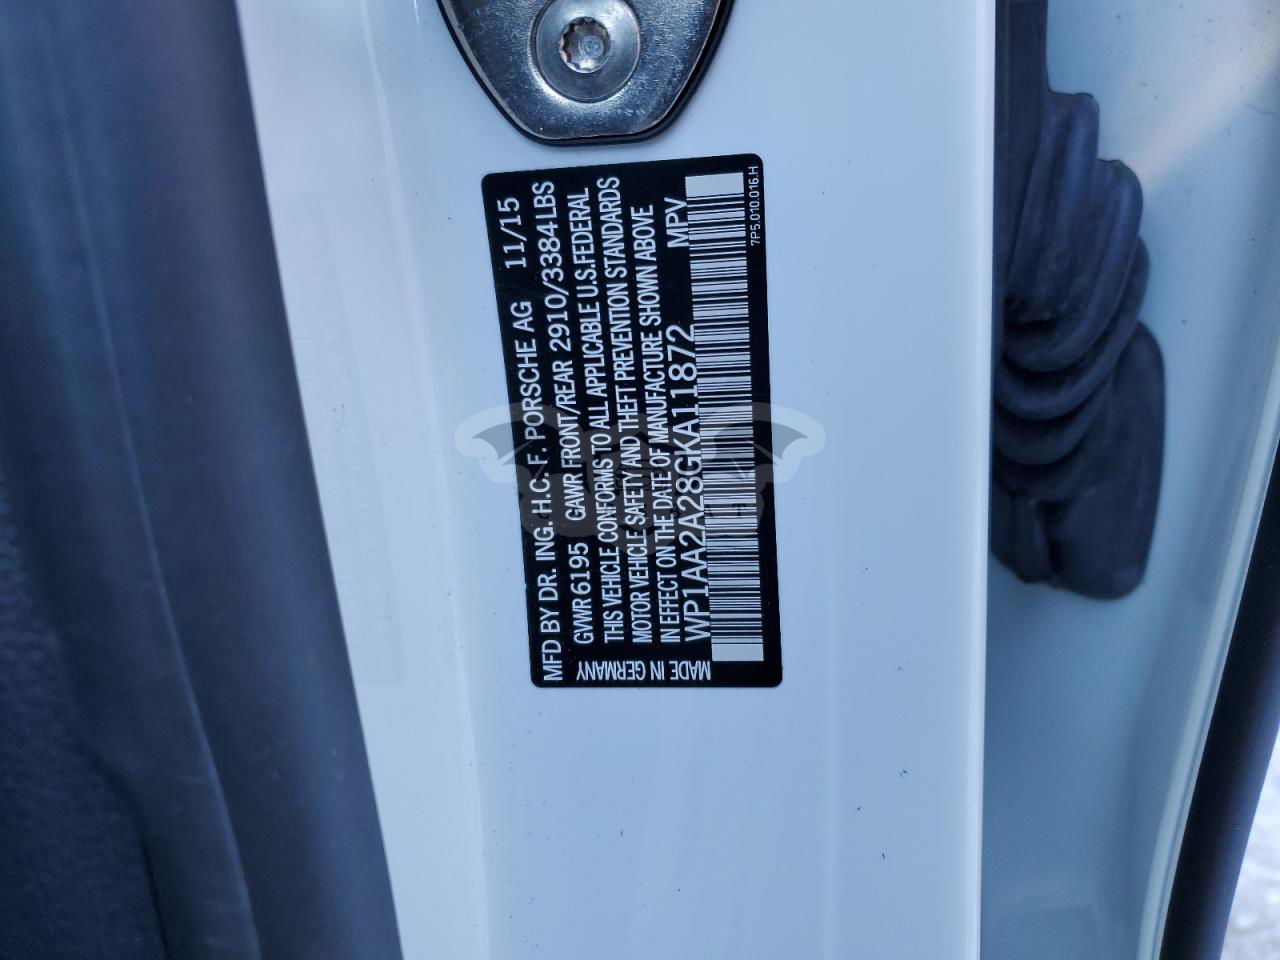 MFD BY DR. ING. H.C. F. PORSCHE AG 11/15
GVWR 6195 GAWR FRONT/REAR 2910/3384LBS
THIS VEHICLE CONFORMS TO ALL APPLICABLE U.S.FEDERAL
MOTOR VEHICLE SAFETY AND THEFT PREVENTION STANDARDS
IN EFFECT ON THE DATE OF MANUFACTURE SHOWN ABOVE
WP1AA2A28GKA11872 MPV
MADE IN GERMANY
7P5.010.016.H